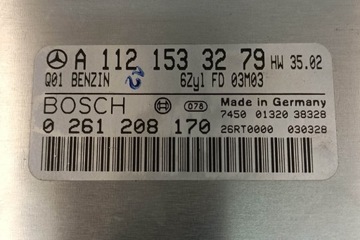 A 112 153 32 79 HW 35.02
Q01 BENZIN 6Zyl FD 03M03
BOSCH 078 Made in Germany
7450 01320 38328
0 261 208 170 26RT0000 030328